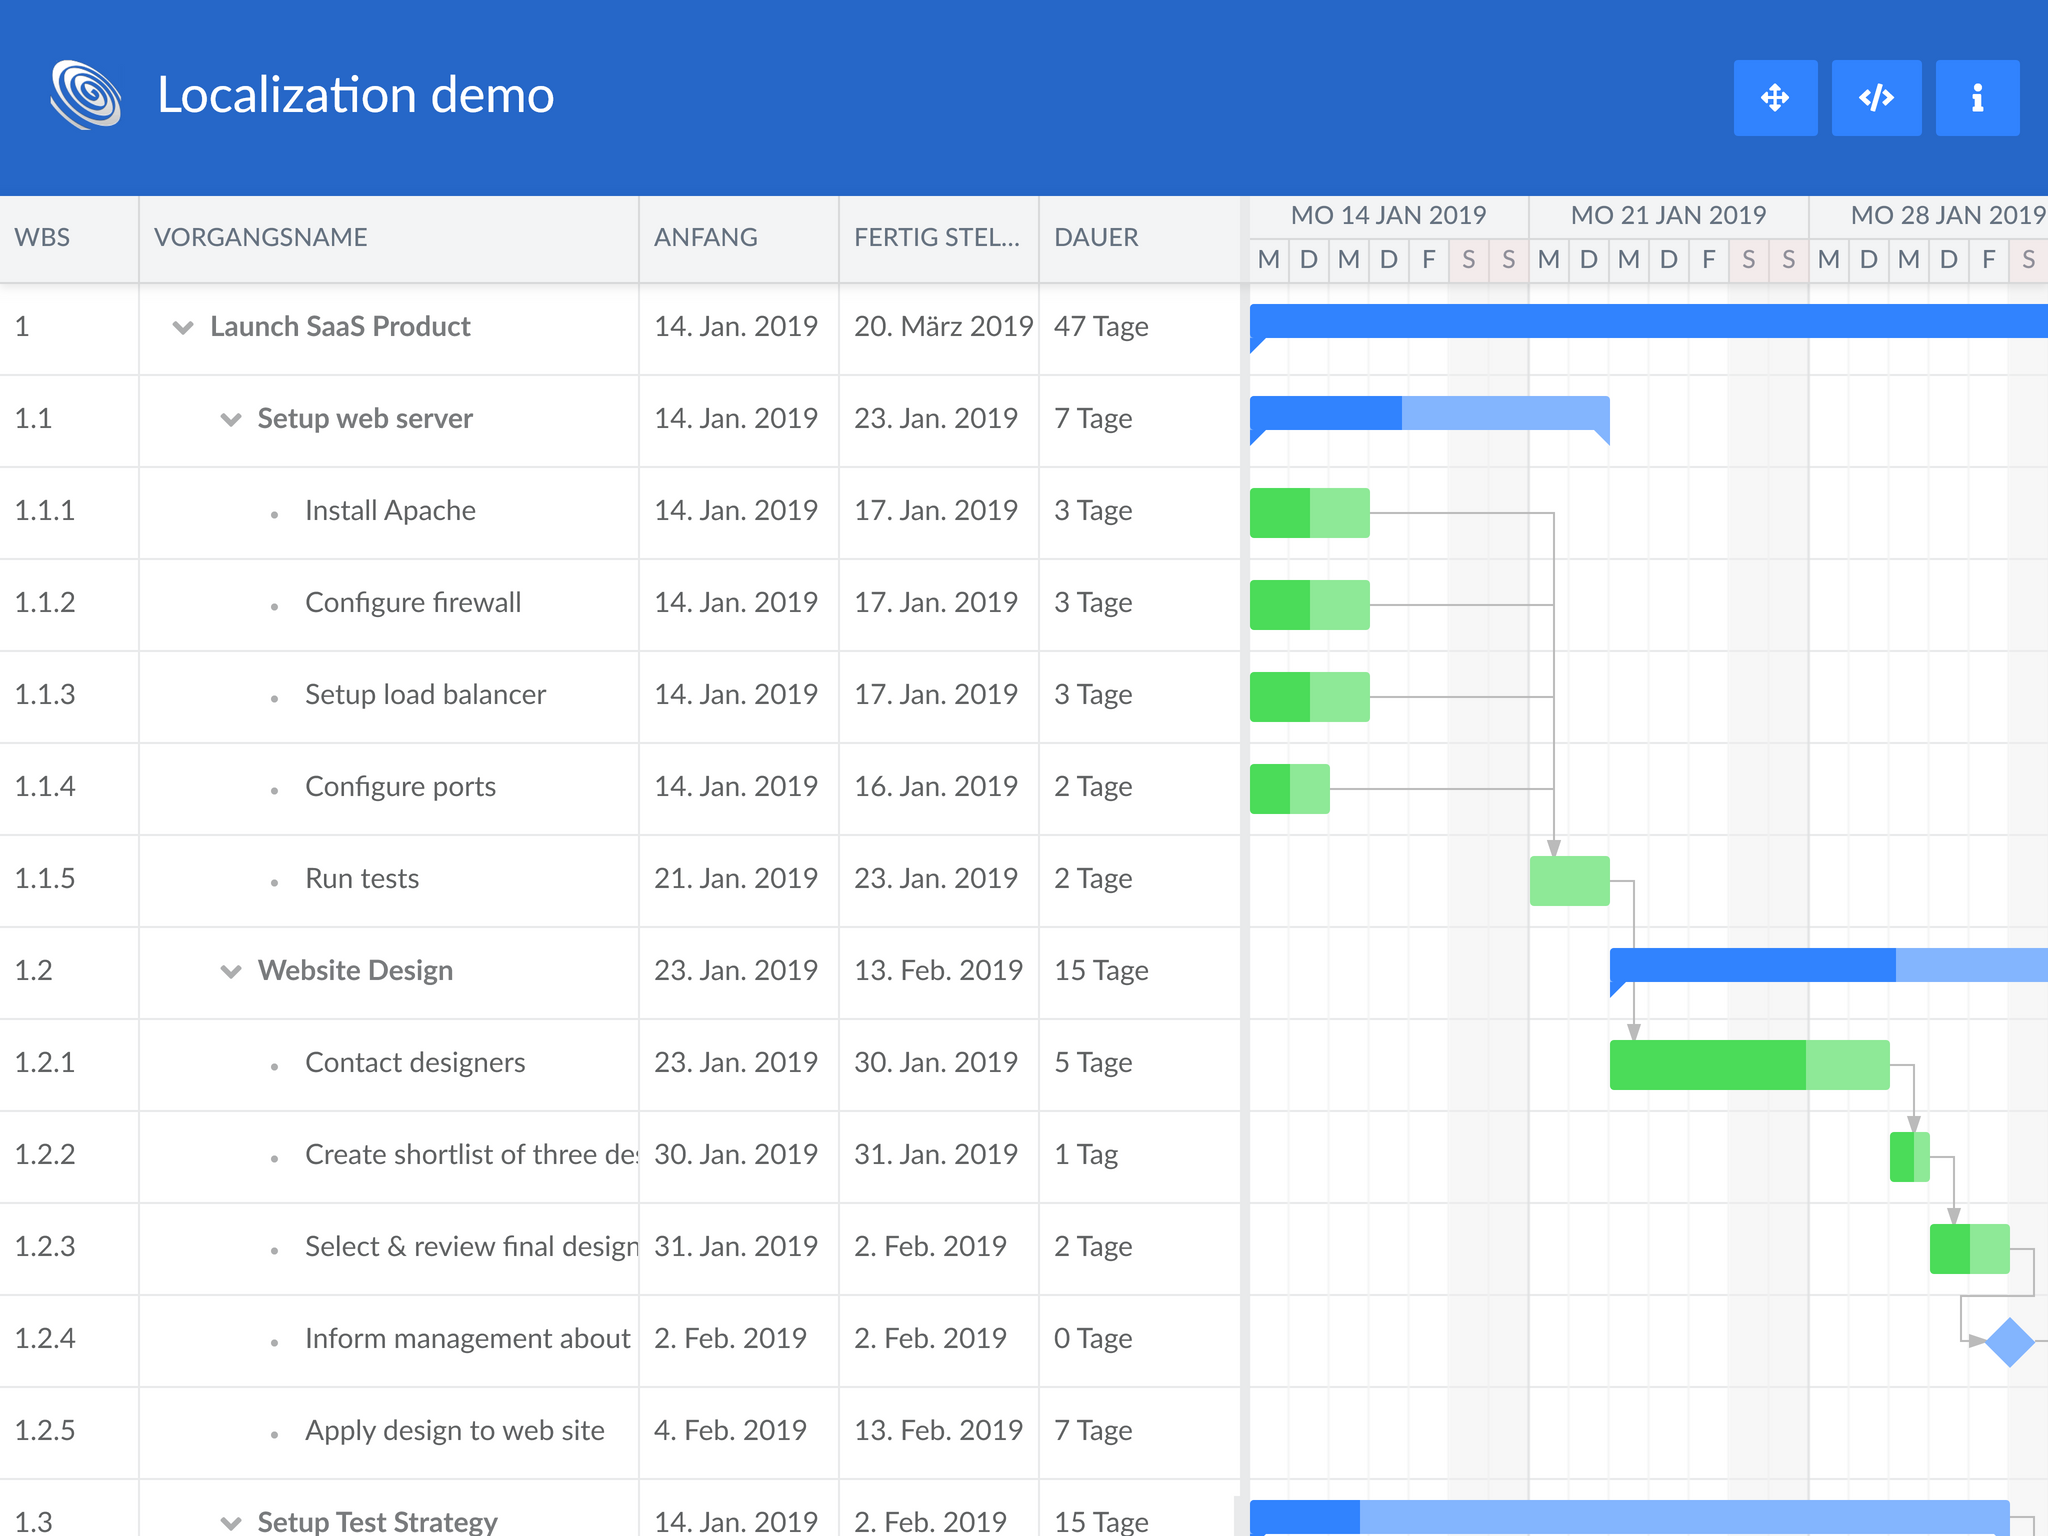 Localization demo
WBS VORGANGSNAME ANFANG FERTIG STEL... DAUER MO 14 JAN 2019 MO 21 JAN 2019 MO 28 JAN 2019
M D M D F S S M D M D F S S M D M D F S
1 Launch SaaS Product 14. Jan. 2019 20. März 2019 47 Tage
1.1 Setup web server 14. Jan. 2019 23. Jan. 2019 7 Tage
1.1.1 Install Apache 14. Jan. 2019 17. Jan. 2019 3 Tage
1.1.2 Configure firewall 14. Jan. 2019 17. Jan. 2019 3 Tage
1.1.3 Setup load balancer 14. Jan. 2019 17. Jan. 2019 3 Tage
1.1.4 Configure ports 14. Jan. 2019 16. Jan. 2019 2 Tage
1.1.5 Run tests 21. Jan. 2019 23. Jan. 2019 2 Tage
1.2 Website Design 23. Jan. 2019 13. Feb. 2019 15 Tage
1.2.1 Contact designers 23. Jan. 2019 30. Jan. 2019 5 Tage
1.2.2 Create shortlist of three des 30. Jan. 2019 31. Jan. 2019 1 Tag
1.2.3 Select & review final design 31. Jan. 2019 2. Feb. 2019 2 Tage
1.2.4 Inform management about 2. Feb. 2019 2. Feb. 2019 0 Tage
1.2.5 Apply design to web site 4. Feb. 2019 13. Feb. 2019 7 Tage
1.3 Setup Test Strategy 14. Jan. 2019 2. Feb. 2019 15 Tage